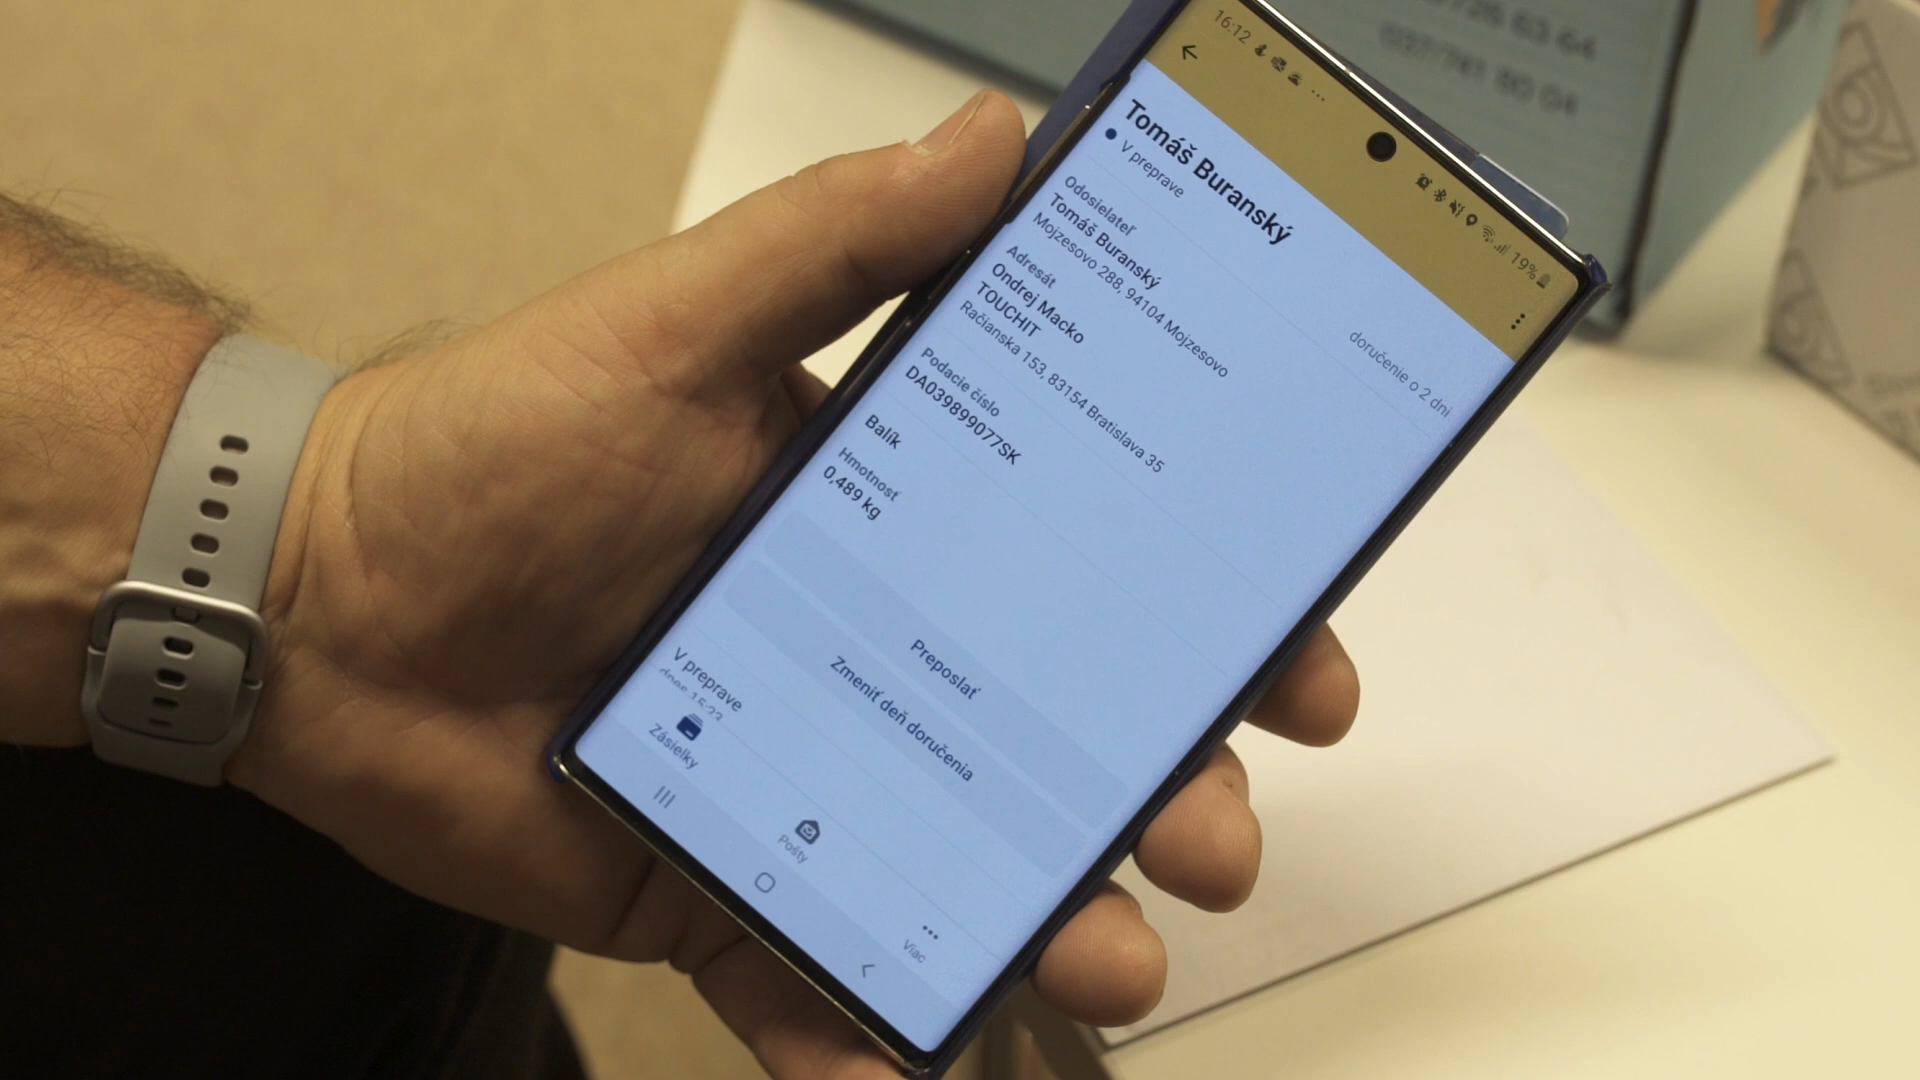 16:12
19%
Tomáš Buranský
V preprave
doručenie o 2 dni
Odosielateľ
Tomáš Buranský
Mojzesovo 288, 94104 Mojzesovo
Adresát
Ondrej Macko
TOUCHIT
Račianska 153, 83154 Bratislava 35
Podacie číslo
DA039899077SK
Balík
Hmotnosť
0,489 kg
Preposlať
Zmeniť deň doručenia
V preprave
Zásielky
Pošty
Viac